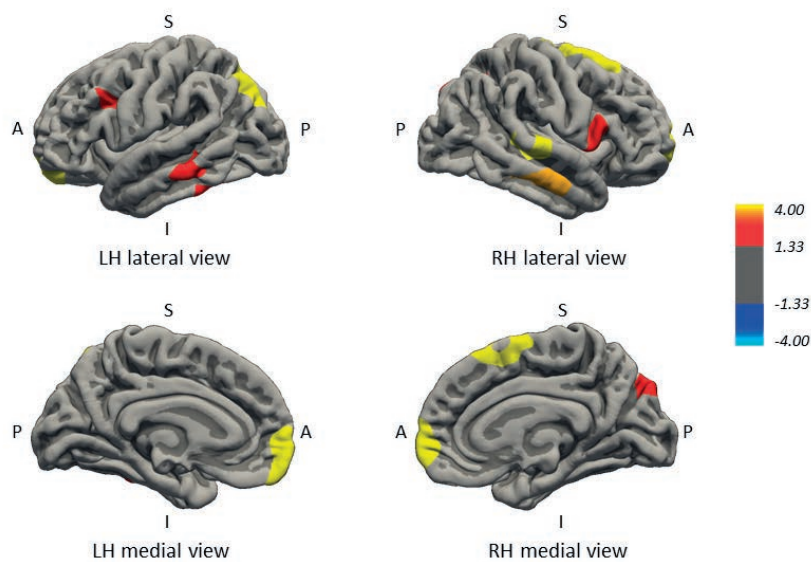 S
S
A
P
P
A
I
I
LH lateral view
RH lateral view
4.00
1.33
-1.33
-4.00
S
S
P
A
A
P
I
I
LH medial view
RH medial view